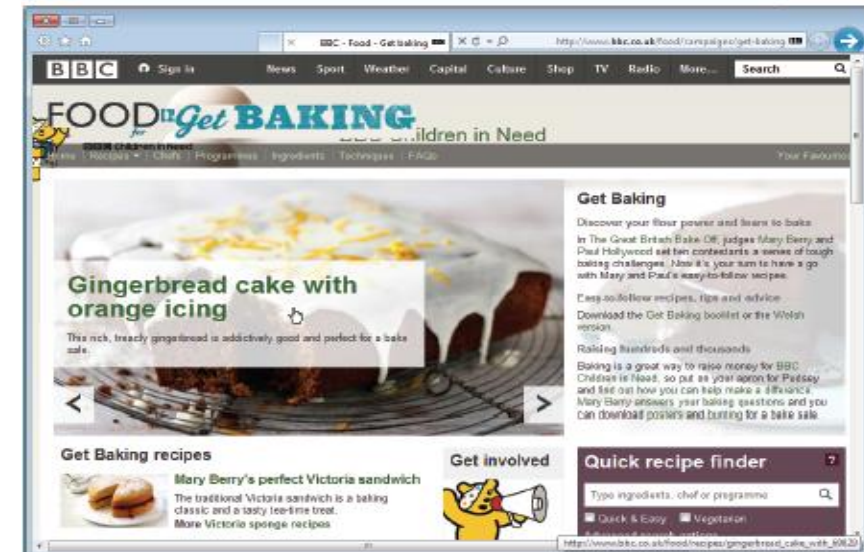 BBC - Food - Get baking
http://www.bbc.co.uk/food/campaigns/get-baking
BBC Sign in News Sport Weather Capital Culture Shop TV Radio More... Search
FOOD for Get BAKING
BBC Children in Need
Home Recipes Chefs Programmes Ingredients Techniques FAQs Your Favourites
Gingerbread cake with
orange icing
This rich, treacly gingerbread is addictively good and perfect for a bake
sale.
< >
Get Baking
Discover your flour power and learn to bake
In The Great British Bake Off, judges Mary Berry and
Paul Hollywood set ten contestants a series of tough
baking challenges. Now it's your turn to have a go
with Mary and Paul's easy-to-follow recipes.
Easy-to-follow recipes, tips and advice
Download the Get Baking booklet or the Welsh
version.
Raising hundreds and thousands
Baking is a great way to raise money for BBC
Children in Need, so put on your apron for Pudsey
and find out how you can help make a difference.
Mary Berry answers your baking questions and you
can download posters and bunting for a bake sale.
Get Baking recipes
Mary Berry's perfect Victoria sandwich
The traditional Victoria sandwich is a baking
classic and a tasty tea-time treat.
More Victoria sponge recipes
Get involved
Quick recipe finder ?
Type ingredients, chef or programme
Quick & Easy Vegetarian
Advanced search options